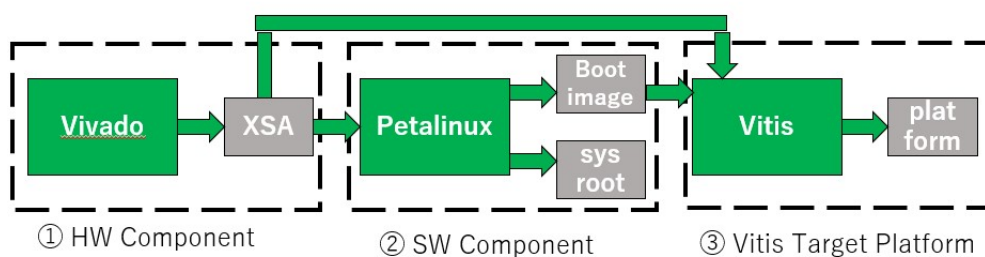 Vivado
XSA
Petalinux
Boot
image
sys
root
Vitis
plat
form
① HW Component
② SW Component
③ Vitis Target Platform